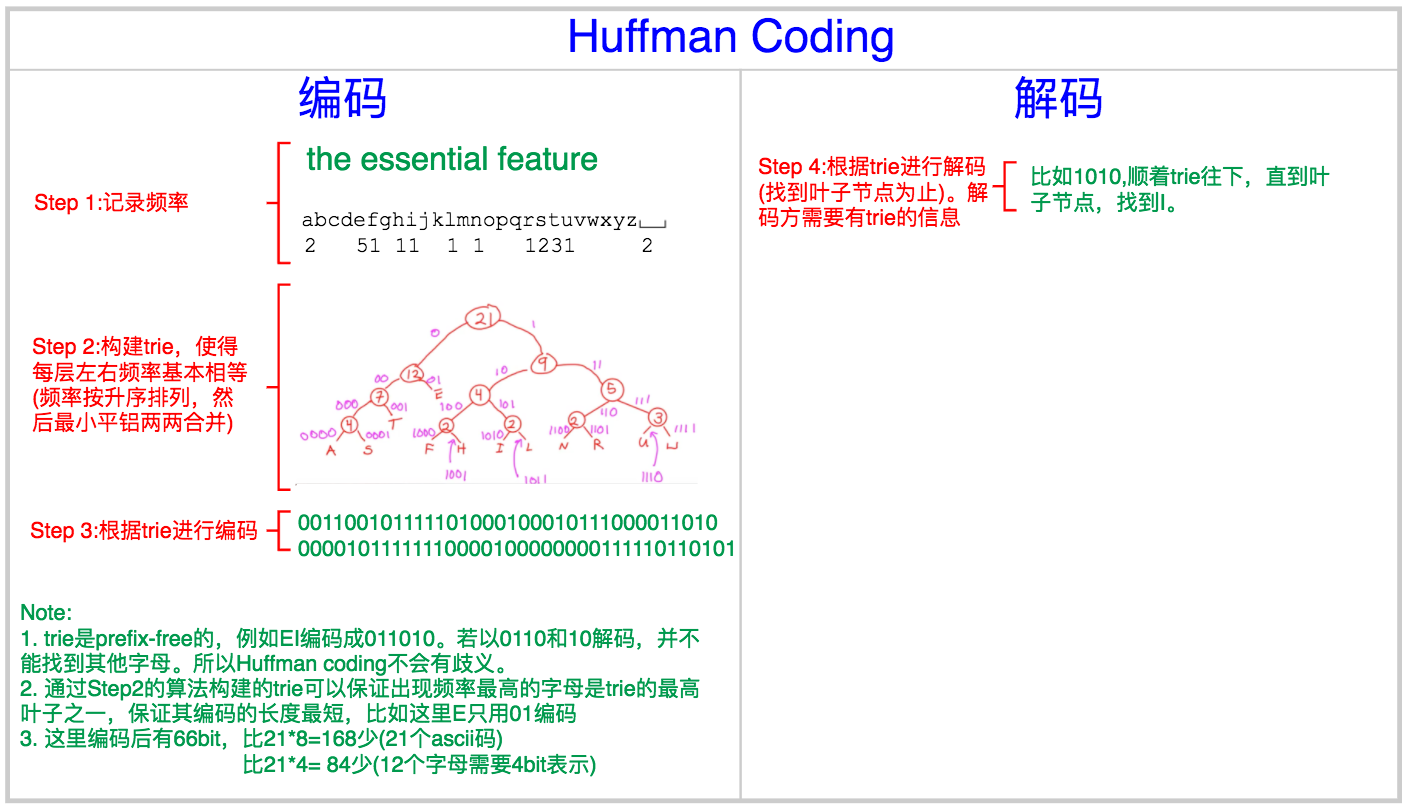 Huffman Coding
编码
解码
the essential feature
Step 1:记录频率
abcdefghijklmnopqrstuvwxyz
2 51 11 1 1 1231 2
Step 2:构建trie，使得
每层左右频率基本相等
(频率按升序排列，然
后最小平铝两两合并)
21
0 1
12 9
00 01 10 11
7 E 4 5
000 001 100 101 110 111
4 T 2 2 2 3
0000 0001 1000 1010 1100 1101 1111
A S F H I L N R U ␣
1001 1011 1110
Step 3:根据trie进行编码
001100101111101000100010111000011010
000010111111100001000000001111101101​01
Note:
1. trie是prefix-free的，例如EI编码成011010。若以0110和10解码，并不
能找到其他字母。所以Huffman coding不会有歧义。
2. 通过Step2的算法构建的trie可以保证出现频率最高的字母是trie的最高
叶子之一，保证其编码的长度最短，比如这里E只用01编码
3. 这里编码后有66bit，比21*8=168少(21个ascii码)
比21*4= 84少(12个字母需要4bit表示)
Step 4:根据trie进行解码
(找到叶子节点为止)。解
码方需要有trie的信息
比如1010,顺着trie往下，直到叶
子节点，找到I。